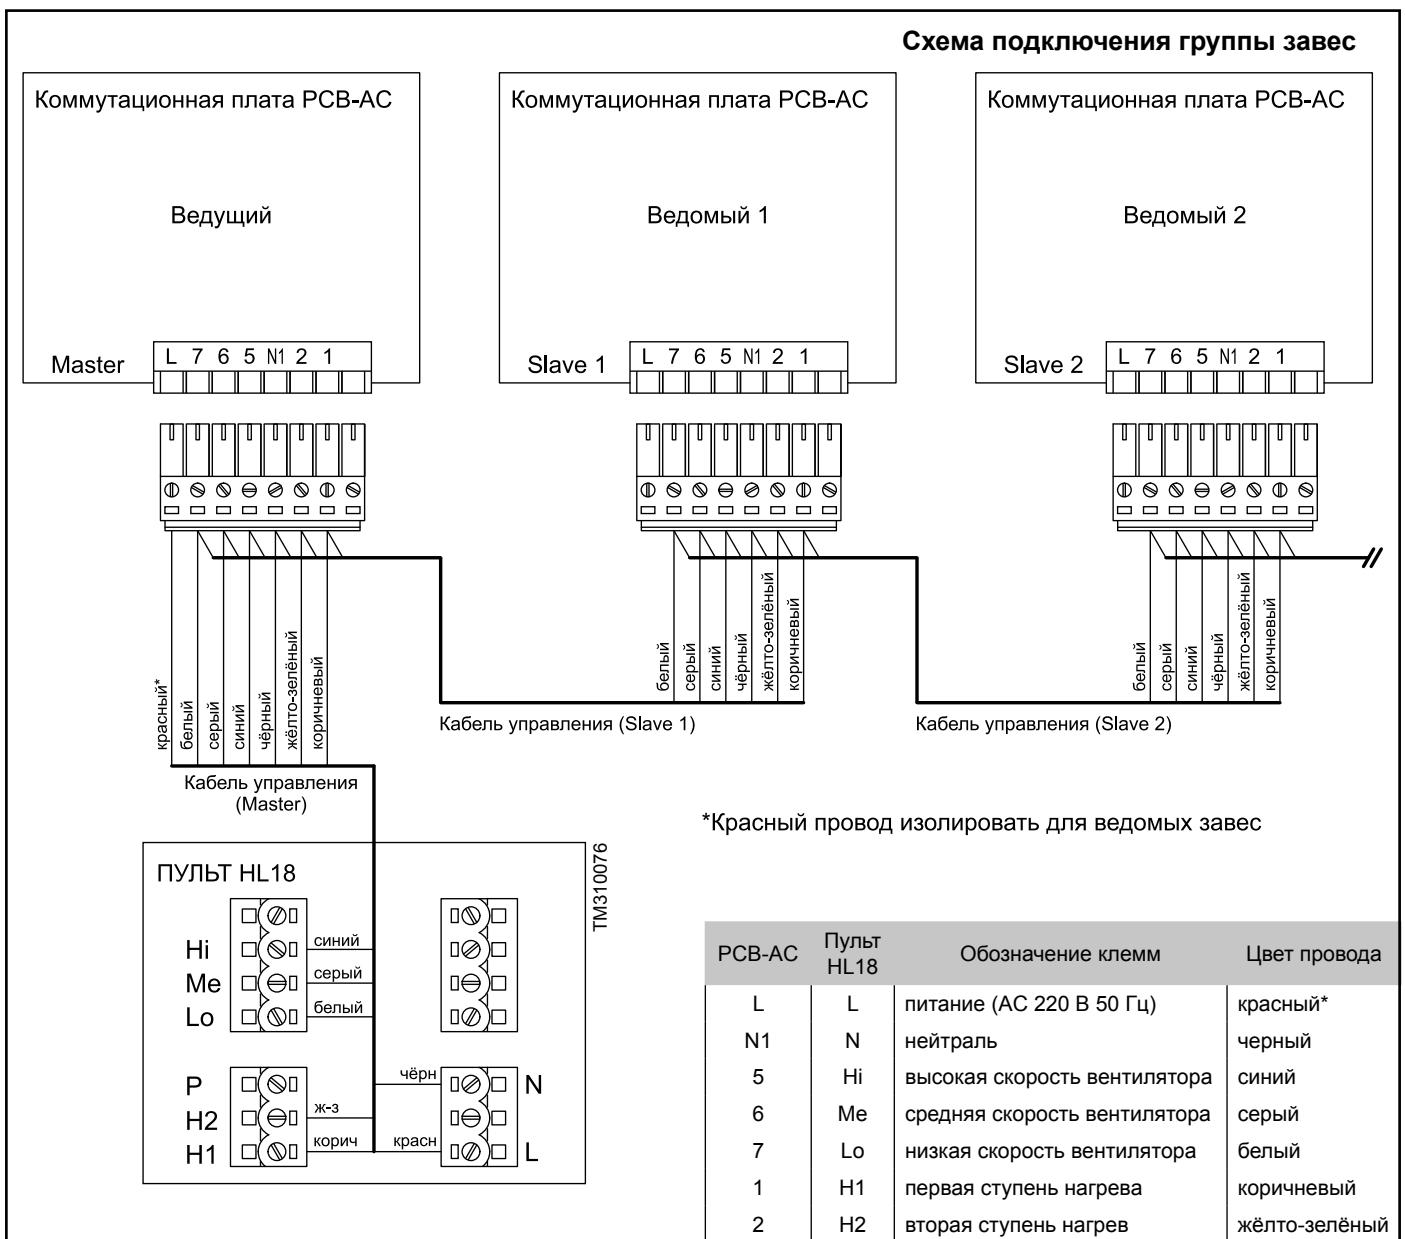 Схема подключения группы завес
Коммутационная плата PCB-AC
Ведущий
Master
L 7 6 5 N1 2 1
Коммутационная плата PCB-AC
Ведомый 1
Slave 1
L 7 6 5 N1 2 1
Коммутационная плата PCB-AC
Ведомый 2
Slave 2
L 7 6 5 N1 2 1
красный*
белый
серый
синий
чёрный
жёлто-зелёный
коричневый
Кабель управления
(Master)
белый
серый
синий
чёрный
жёлто-зелёный
коричневый
Кабель управления (Slave 1)
белый
серый
синий
чёрный
жёлто-зелёный
коричневый
Кабель управления (Slave 2)
*Красный провод изолировать для ведомых завес
ПУЛЬТ HL18
TM310076
Hi синий
Me серый
Lo белый
P чёрн N
H2 ж-з
H1 корич красн L
PCB-AC Пульт HL18 Обозначение клемм Цвет провода
L L питание (AC 220 В 50 Гц) красный*
N1 N нейтраль черный
5 Hi высокая скорость вентилятора синий
6 Me средняя скорость вентилятора серый
7 Lo низкая скорость вентилятора белый
1 H1 первая ступень нагрева коричневый
2 H2 вторая ступень нагрев жёлто-зелёный